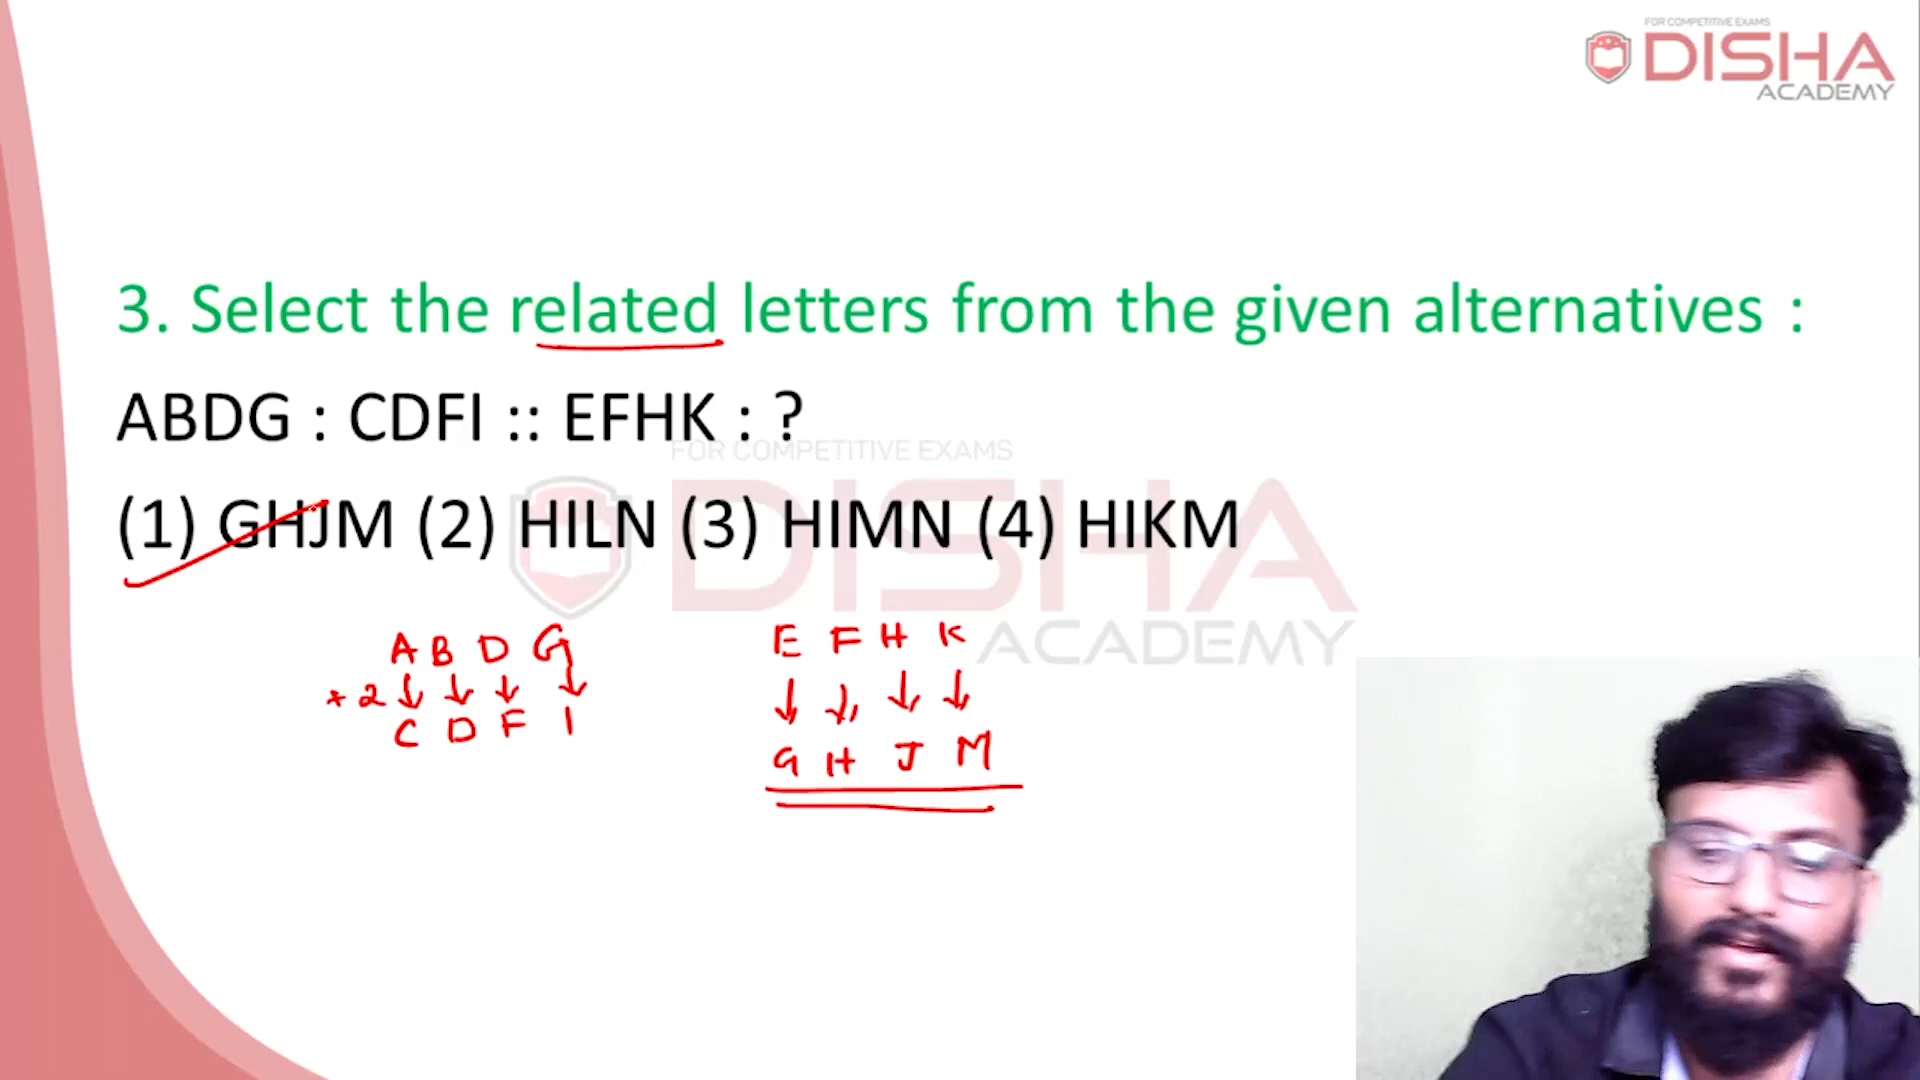 FOR COMPETITIVE EXAMS
DISHA
ACADEMY
3. Select the related letters from the given alternatives :
ABDG : CDFI :: EFHK : ?
FOR COMPETITIVE EXAMS
(1) GHJM (2) HILN (3) HIMN (4) HIKM
DISHA
ACADEMY
A B D G
+2
C D F I
E F H K
G H J M